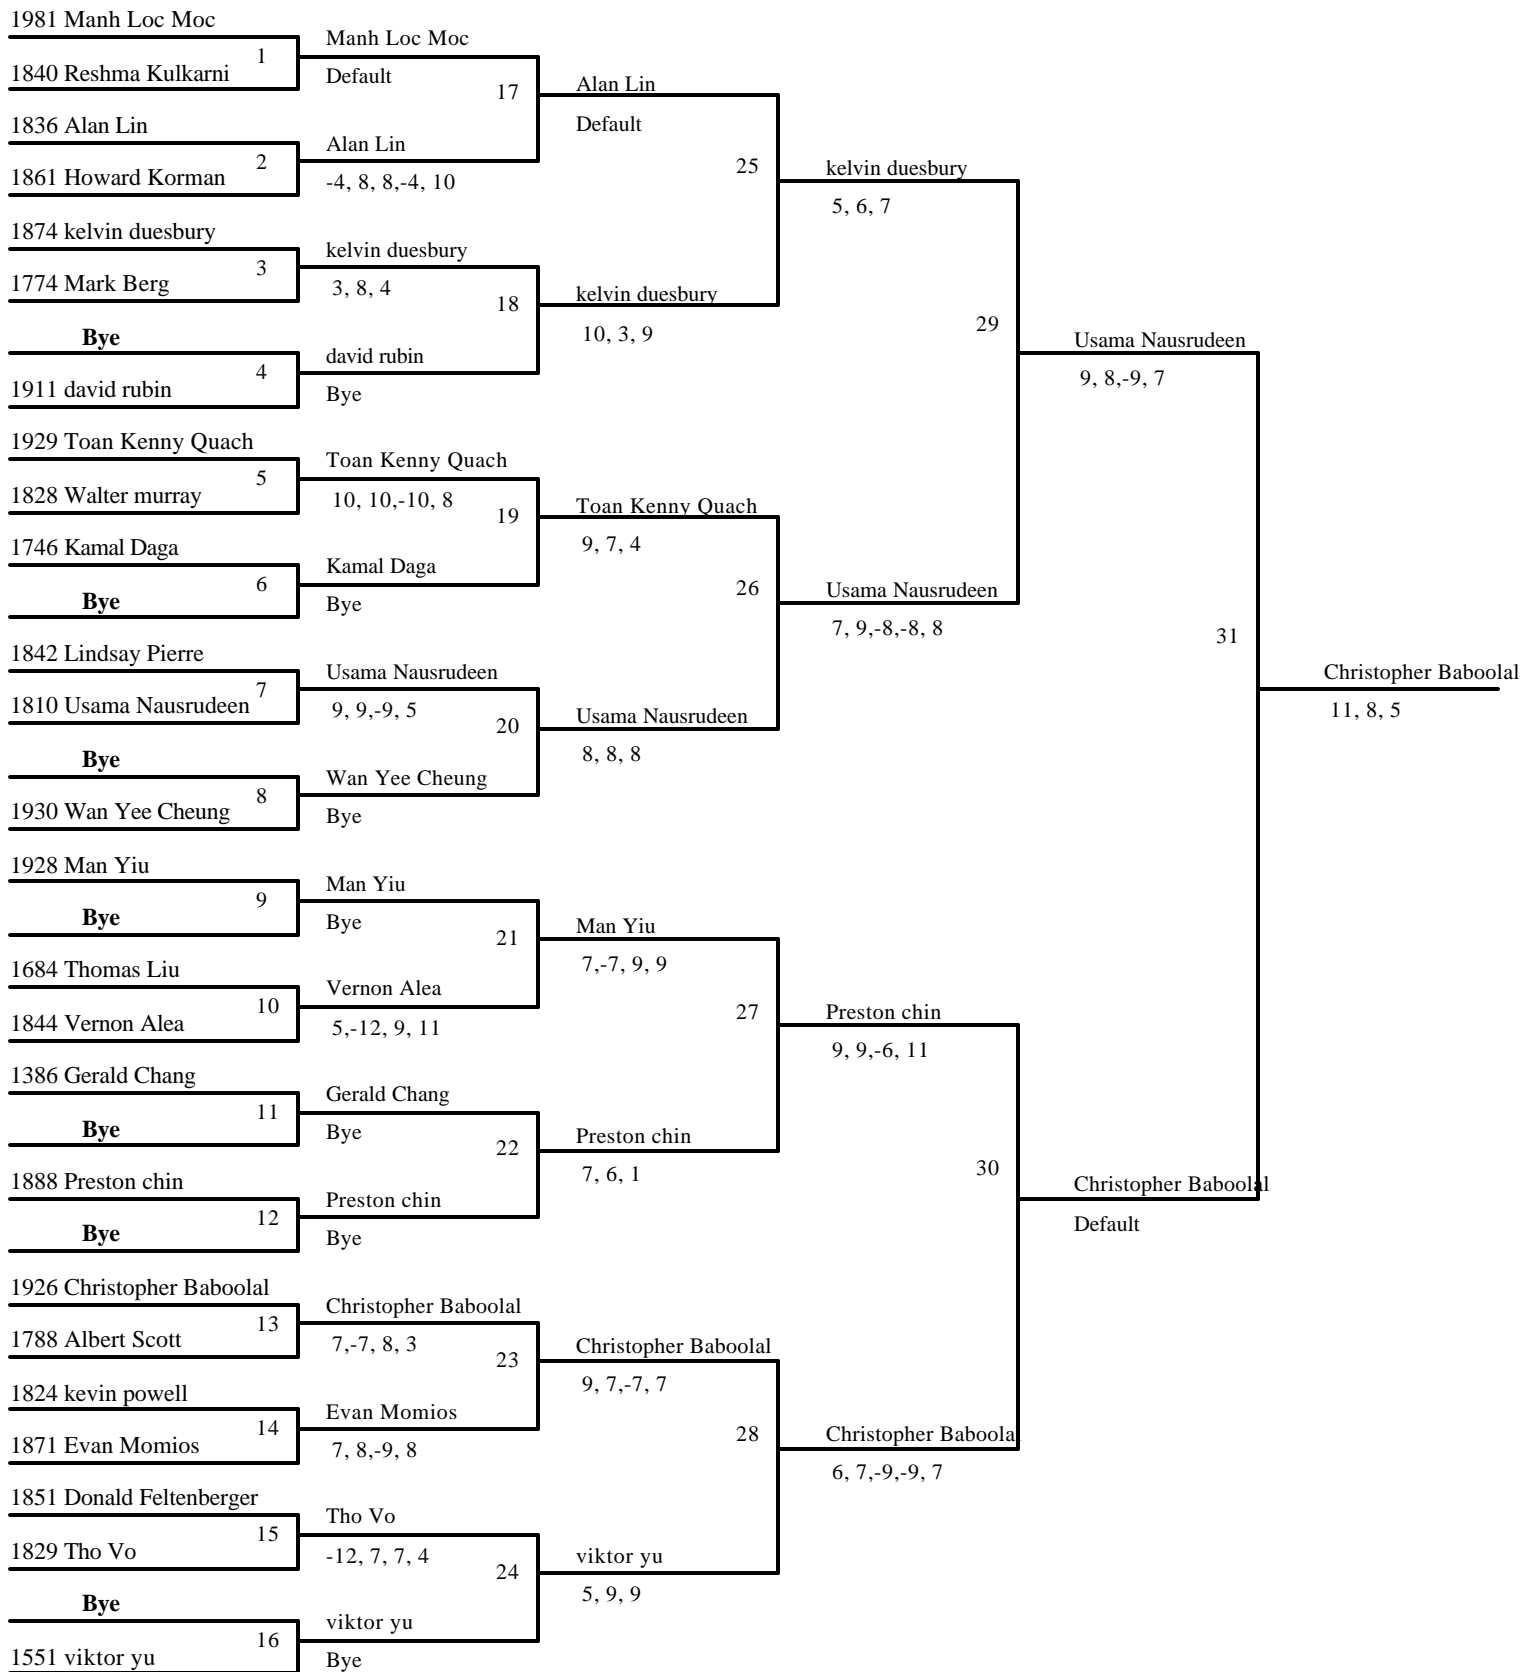 1981 Manh Loc Moc
1
1840 Reshma Kulkarni
1836 Alan Lin
2
1861 Howard Korman
1874 kelvin duesbury
3
1774 Mark Berg
Bye
4
1911 david rubin
1929 Toan Kenny Quach
5
1828 Walter murray
1746 Kamal Daga
6
Bye
1842 Lindsay Pierre
7
1810 Usama Nausrudeen
Bye
8
1930 Wan Yee Cheung
1928 Man Yiu
9
Bye
1684 Thomas Liu
10
1844 Vernon Alea
1386 Gerald Chang
11
Bye
1888 Preston chin
12
Bye
1926 Christopher Baboolal
13
1788 Albert Scott
1824 kevin powell
14
1871 Evan Momios
1851 Donald Feltenberger
15
1829 Tho Vo
Bye
16
1551 viktor yu
Manh Loc Moc
Default
17
Alan Lin
-4, 8, 8,-4, 10
kelvin duesbury
3, 8, 4
18
david rubin
Bye
Toan Kenny Quach
10, 10,-10, 8
19
Kamal Daga
Bye
Usama Nausrudeen
9, 9,-9, 5
20
Wan Yee Cheung
Bye
Man Yiu
Bye
21
Vernon Alea
5,-12, 9, 11
Gerald Chang
Bye
22
Preston chin
Bye
Christopher Baboolal
7,-7, 8, 3
23
Evan Momios
7, 8,-9, 8
Tho Vo
-12, 7, 7, 4
24
viktor yu
Bye
Alan Lin
Default
25
kelvin duesbury
10, 3, 9
Toan Kenny Quach
9, 7, 4
26
Usama Nausrudeen
8, 8, 8
Man Yiu
7,-7, 9, 9
27
Preston chin
7, 6, 1
Christopher Baboolal
9, 7,-7, 7
28
viktor yu
5, 9, 9
kelvin duesbury
5, 6, 7
29
Usama Nausrudeen
7, 9,-8,-8, 8
Preston chin
9, 9,-6, 11
30
Christopher Baboolal
6, 7,-9,-9, 7
Usama Nausrudeen
9, 8,-9, 7
31
Christopher Baboolal
Default
Christopher Baboolal
11, 8, 5